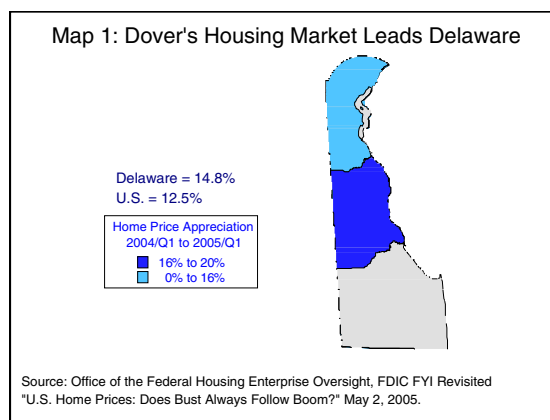 Map 1: Dover's Housing Market Leads Delaware
Delaware = 14.8%
U.S. = 12.5%
Home Price Appreciation
2004/Q1 to 2005/Q1
16% to 20%
0% to 16%
Source: Office of the Federal Housing Enterprise Oversight, FDIC FYI Revisited
"U.S. Home Prices: Does Bust Always Follow Boom?" May 2, 2005.